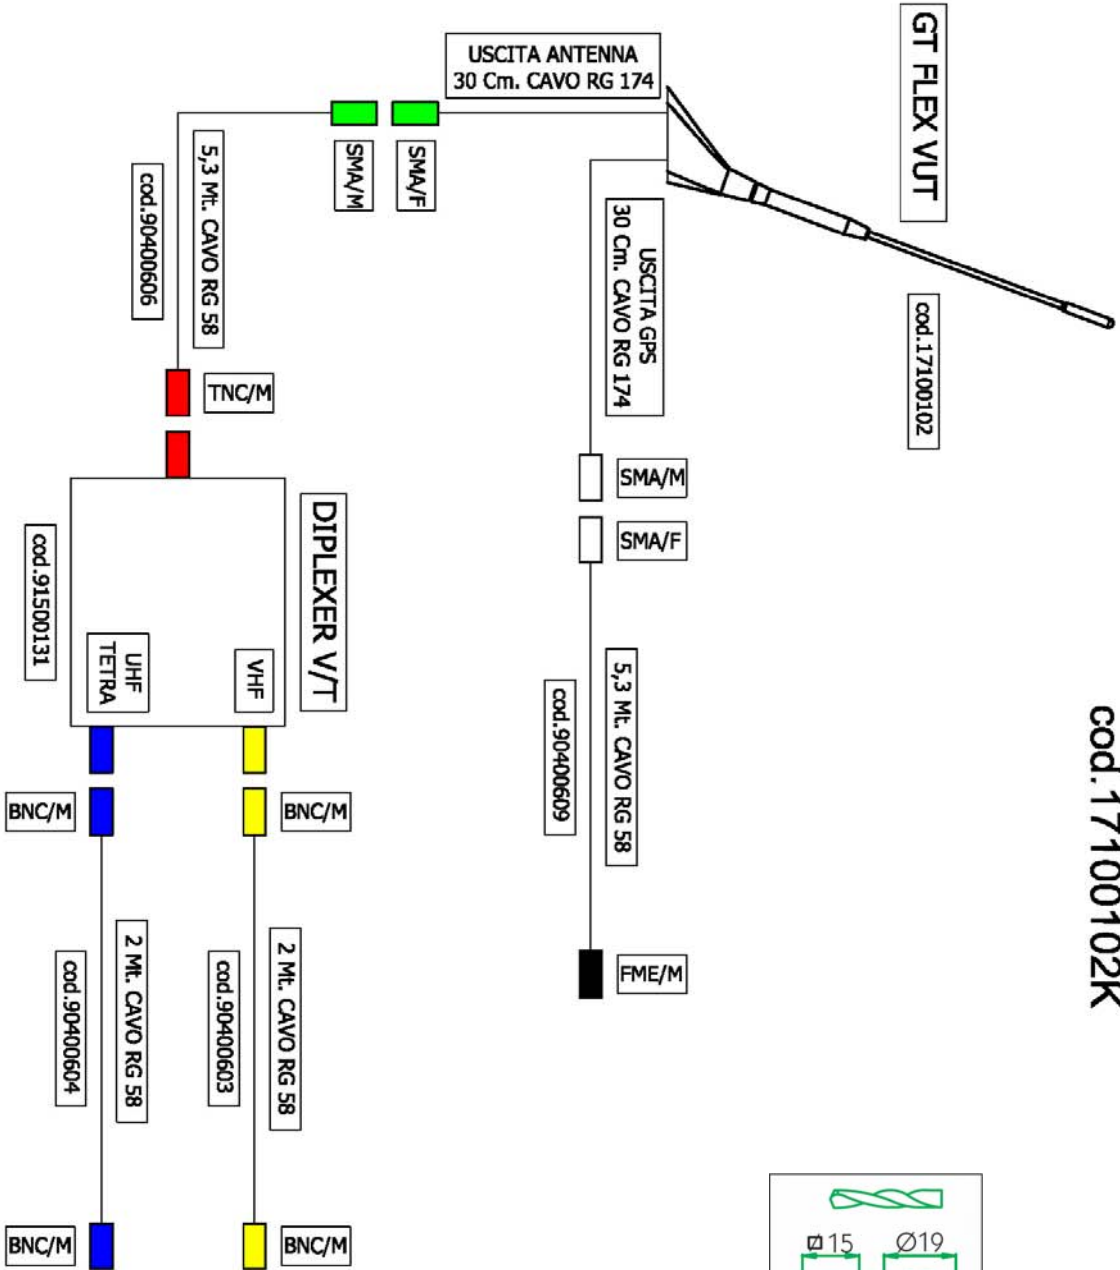 cod.17100102K
GT FLEX VUT
cod.17100102
USCITA ANTENNA
30 Cm. CAVO RG 174
SMA/F
SMA/M
5,3 Mt. CAVO RG 58
cod.90400606
TNC/M
DIPLEXER V/T
VHF
UHF
TETRA
cod.91500131
BNC/M
2 Mt. CAVO RG 58
cod.90400603
BNC/M
BNC/M
2 Mt. CAVO RG 58
cod.90400604
BNC/M
USCITA GPS
30 Cm. CAVO RG 174
SMA/M
SMA/F
5,3 Mt. CAVO RG 58
cod.90400609
FME/M
⌀15
Ø19